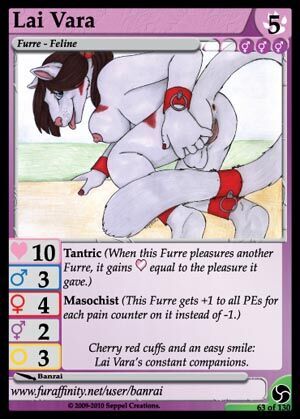 Lai Vara
5
Furre - Feline
10
Tantric (When this Furre pleasures another
Furre, it gains equal to the pleasure it
gave.)
3
4
Masochist (This Furre gets +1 to all PEs for
each pain counter on it instead of -1.)
2
3
Cherry red cuffs and an easy smile:
Lai Vara's constant companions.
Banrai
www.furaffinity.net/user/banrai
© 2009-2010 Seppel Creations.
63 of 130